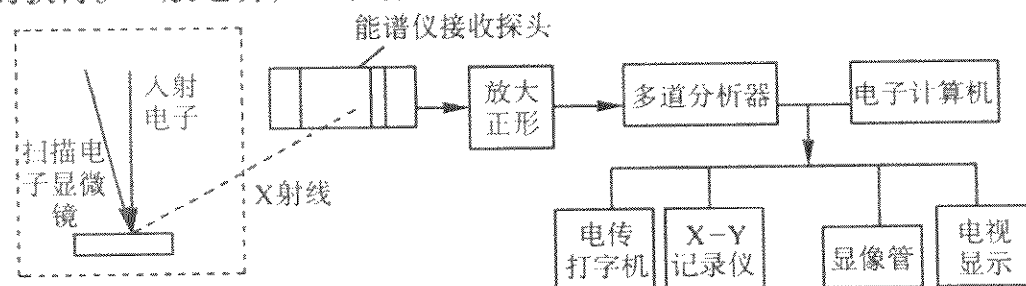 能谱仪接收探头
入射
电子
扫描电
子显微
镜
X射线
放大
正形
多道分析器
电子计算机
电传
打字机
X-Y
记录仪
显像管
电视
显示